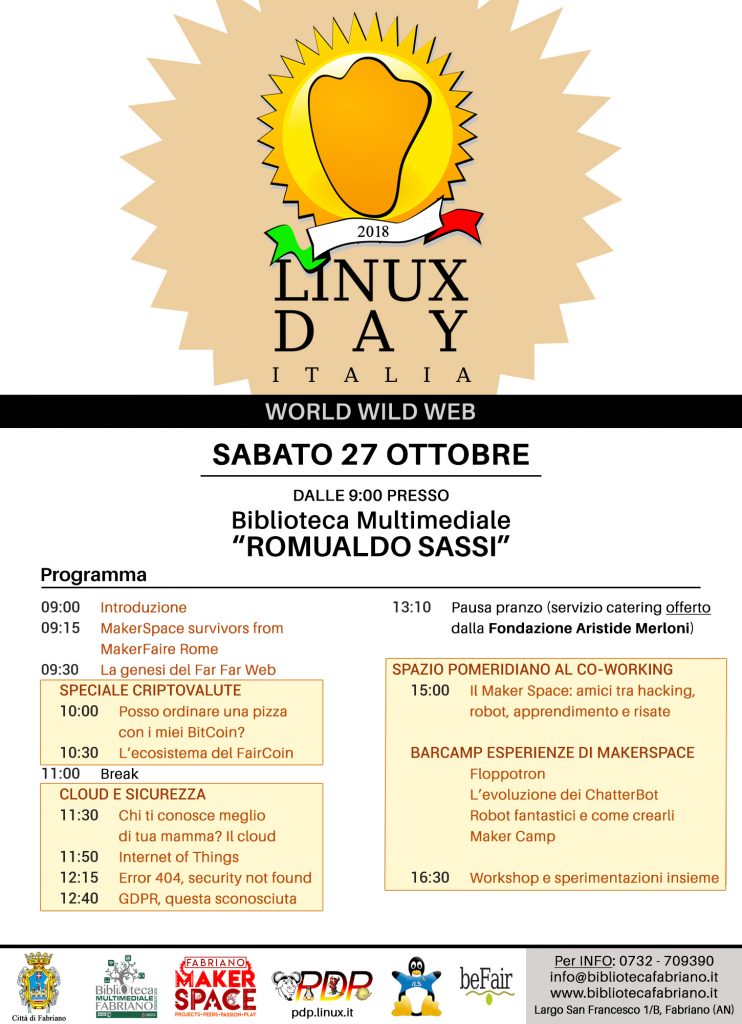 2018
LINUX
DAY
ITALIA
WORLD WILD WEB
SABATO 27 OTTOBRE
DALLE 9:00 PRESSO
Biblioteca Multimediale
“ROMUALDO SASSI”
Programma
09:00 Introduzione
09:15 MakerSpace survivors from
MakerFaire Rome
09:30 La genesi del Far Far Web
SPECIALE CRIPTOVALUTE
10:00 Posso ordinare una pizza
con i miei BitCoin?
10:30 L’ecosistema del FairCoin
11:00 Break
CLOUD E SICUREZZA
11:30 Chi ti conosce meglio
di tua mamma? Il cloud
11:50 Internet of Things
12:15 Error 404, security not found
12:40 GDPR, questa sconosciuta
13:10 Pausa pranzo (servizio catering offerto
dalla Fondazione Aristide Merloni)
SPAZIO POMERIDIANO AL CO-WORKING
15:00 Il Maker Space: amici tra hacking,
robot, apprendimento e risate
BARCAMP ESPERIENZE DI MAKERSPACE
Floppotron
L’evoluzione dei ChatterBot
Robot fantastici e come crearli
Maker Camp
16:30 Workshop e sperimentazioni insieme
Città di Fabriano
Biblioteca
MULTIMEDIALE
FABRIANO
FABRIANO
MAKER
SPACE
PROJECTS•PEERS•PASSION•PLAY
PDP
pdp.linux.it
ILS
beFair
Per INFO: 0732 - 709390
info@bibliotecafabriano.it
www.bibliotecafabriano.it
Largo San Francesco 1/B, Fabriano (AN)